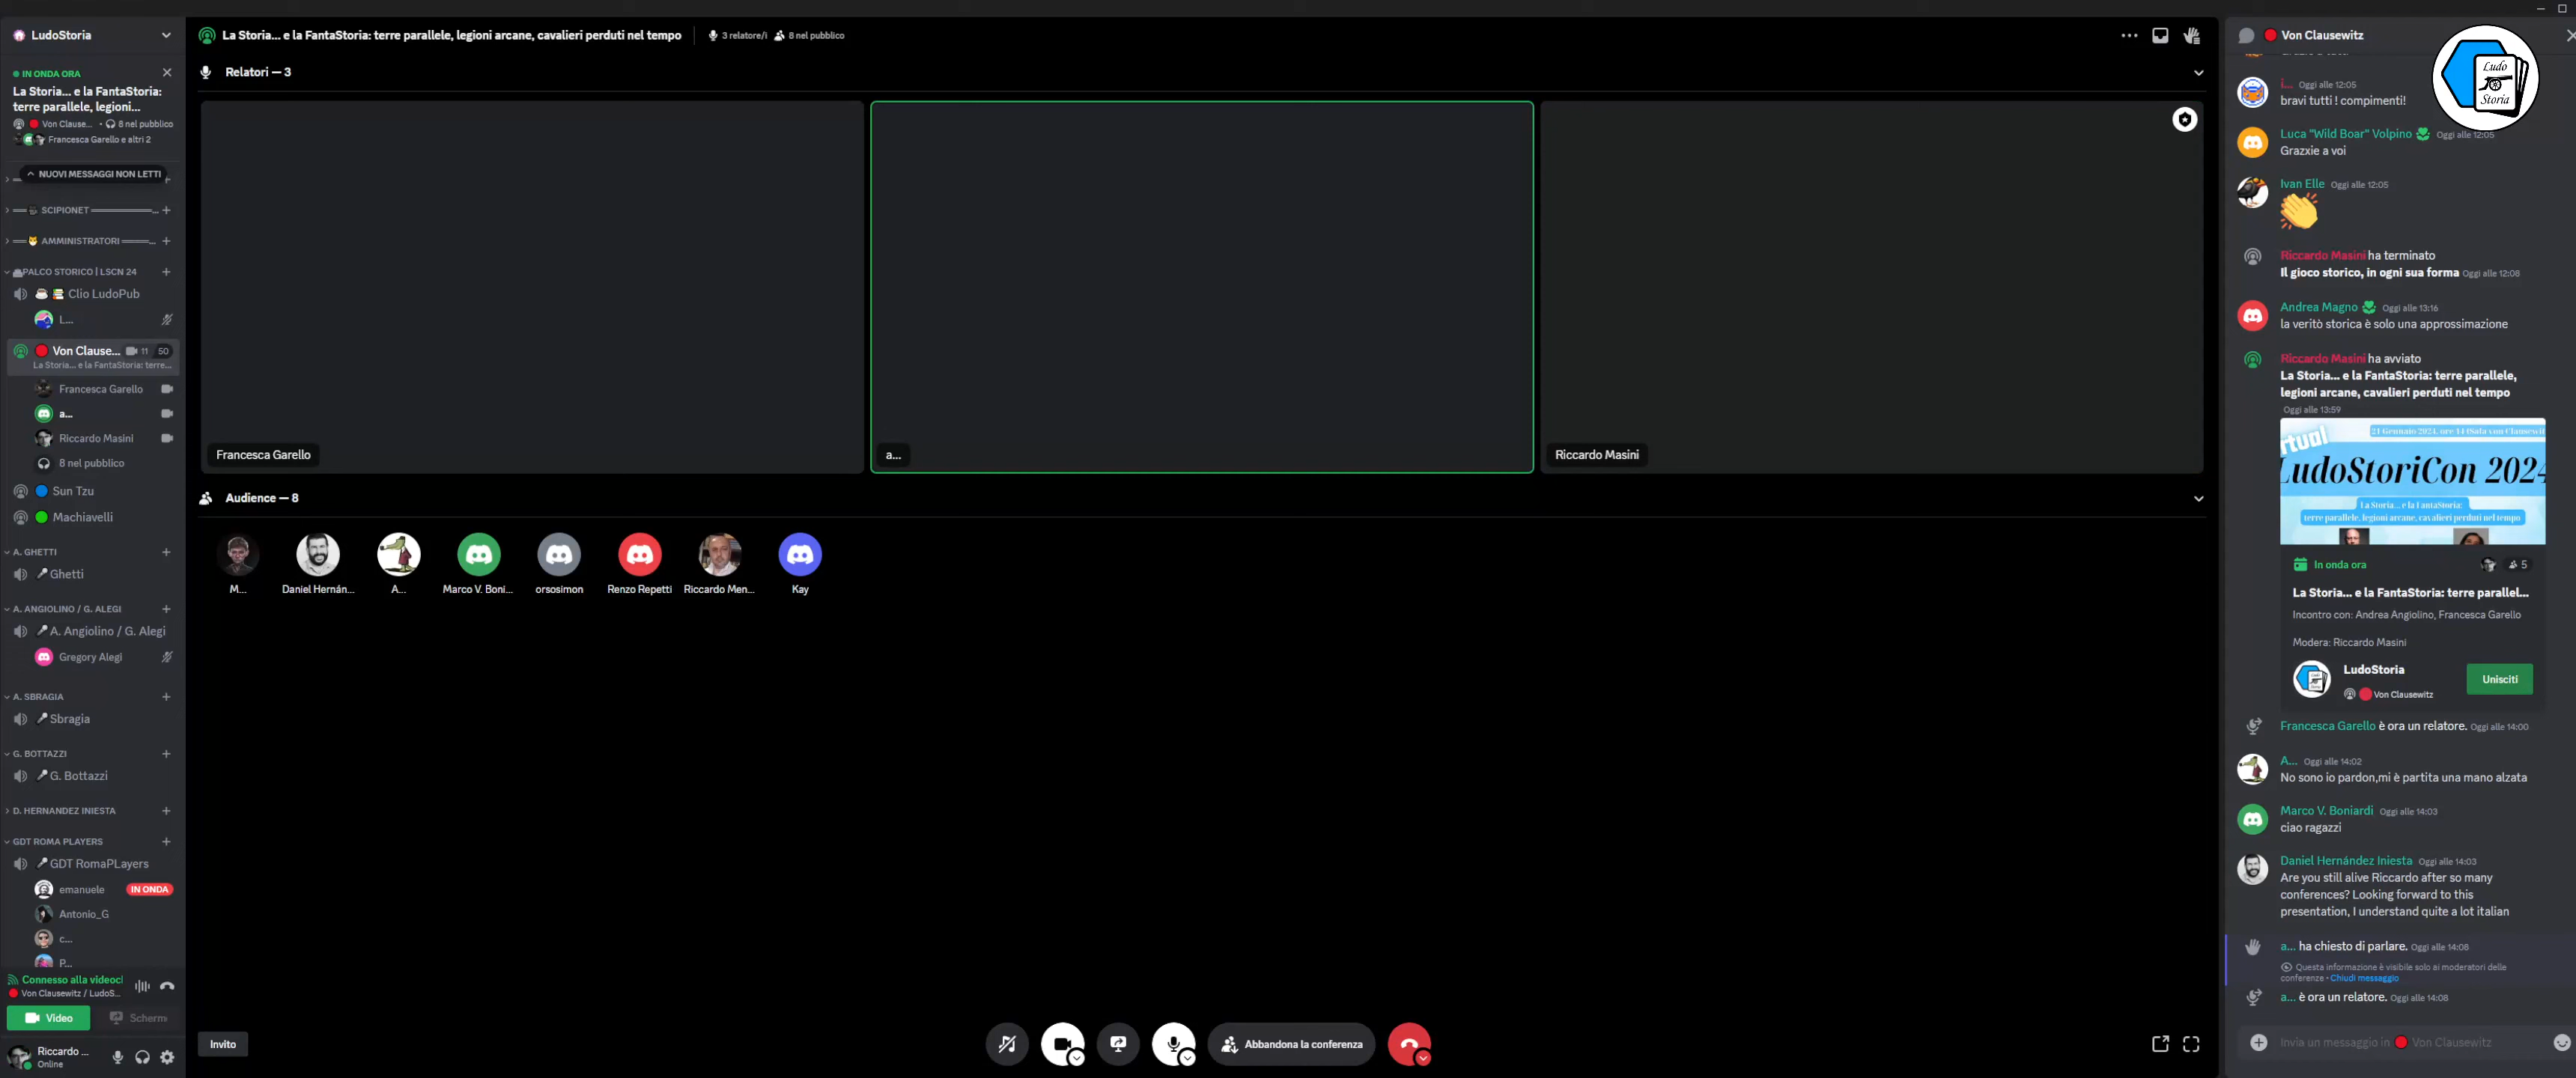 LudoStoria
IN ONDA ORA
La Storia... e la FantaStoria:
terre parallele, legioni...
Von Clause... • 8 nel pubblico
Francesca Garello e altri 2
NUOVI MESSAGGI NON LETTI
SCIPIONET
AMMINISTRATORI
PALCO STORICO | LSCN 24
Clio LudoPub
L...
Von Clause... 11 50
La Storia... e la FantaStoria: terre...
Francesca Garello
a...
Riccardo Masini
8 nel pubblico
Sun Tzu
Machiavelli
A. GHETTI
Ghetti
A. ANGIOLINO / G. ALEGI
A. Angiolino / G. Alegi
Gregory Alegi
A. SBRAGIA
Sbragia
G. BOTTAZZI
G. Bottazzi
D. HERNANDEZ INIESTA
GDT ROMA PLAYERS
GDT RomaPLayers
emanuele IN ONDA
Antonio_G
c...
P...
Connesso alla videoc
Von Clausewitz / LudoS...
Video Scherm
Riccardo ...
Online
La Storia... e la FantaStoria: terre parallele, legioni arcane, cavalieri perduti nel tempo 3 relatore/i 8 nel pubblico
Relatori — 3
Francesca Garello
a...
Riccardo Masini
Audience — 8
M...
Daniel Hernán...
A...
Marco V. Boni...
orsosimon
Renzo Repetti
Riccardo Men...
Kay
Invito
Abbandona la conferenza
Von Clausewitz
Ludo
Storia
i... Oggi alle 12:05
bravi tutti ! compimenti!
Luca "Wild Boar" Volpino Oggi alle 12:05
Grazxie a voi
Ivan Elle Oggi alle 12:05
Riccardo Masini ha terminato
Il gioco storico, in ogni sua forma Oggi alle 12:08
Andrea Magno Oggi alle 13:16
la veritò storica è solo una approssimazione
Riccardo Masini ha avviato
La Storia... e la FantaStoria: terre parallele,
legioni arcane, cavalieri perduti nel tempo
Oggi alle 13:59
rtual
21 Gennaio 2024, ore 14 (Sala von Clausewit
LudoStoriCon 2024
La Storia... e la FantaStoria:
terre parallele, legioni arcane, cavalieri perduti nel tempo
In onda ora 5
La Storia... e la FantaStoria: terre parallel...
Incontro con: Andrea Angiolino, Francesca Garello
Modera: Riccardo Masini
LudoStoria
Von Clausewitz
Unisciti
Francesca Garello è ora un relatore. Oggi alle 14:00
A... Oggi alle 14:02
No sono io pardon,mi è partita una mano alzata
Marco V. Boniardi Oggi alle 14:03
ciao ragazzi
Daniel Hernández Iniesta Oggi alle 14:03
Are you still alive Riccardo after so many
conferences? Looking forward to this
presentation, I understand quite a lot italian
a... ha chiesto di parlare. Oggi alle 14:08
Questa informazione è visibile solo ai moderatori delle
conferenze • Chiudi messaggio
a... è ora un relatore. Oggi alle 14:08
Invia un messaggio in Von Clausewitz